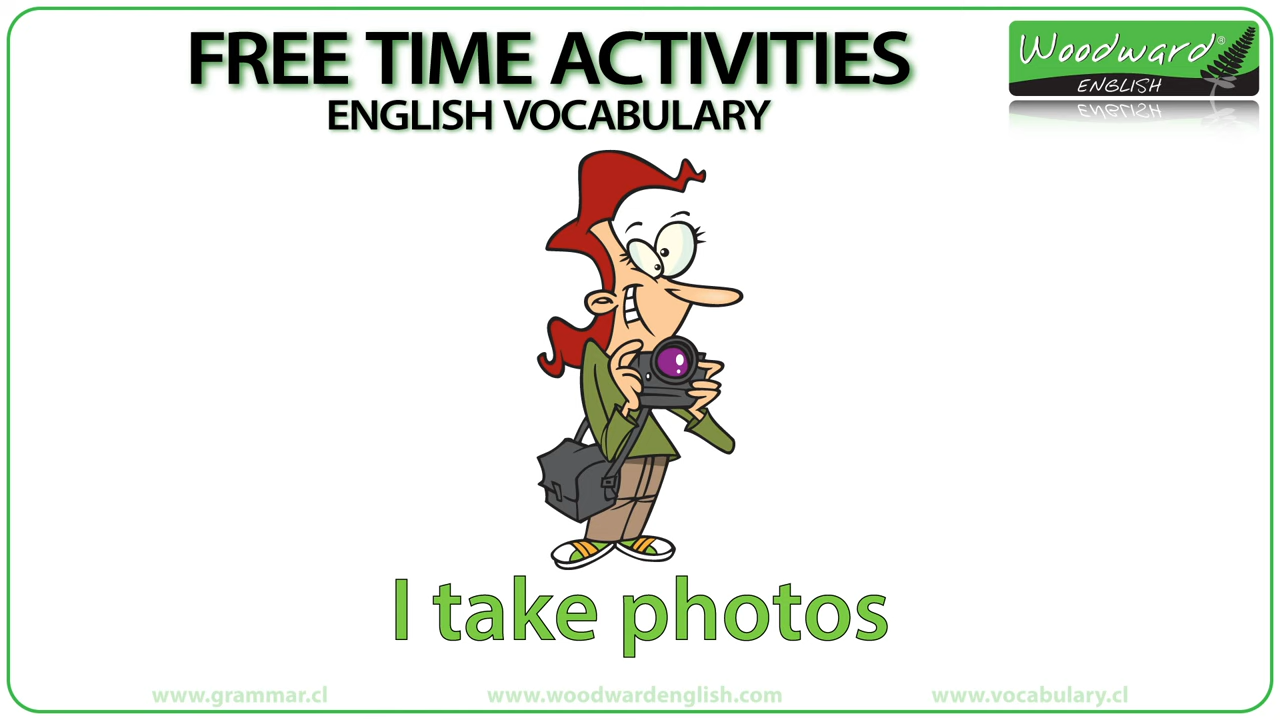 FREE TIME ACTIVITIES
ENGLISH VOCABULARY
Woodward®
ENGLISH
I take photos
www.grammar.cl
www.woodwardenglish.com
www.vocabulary.cl